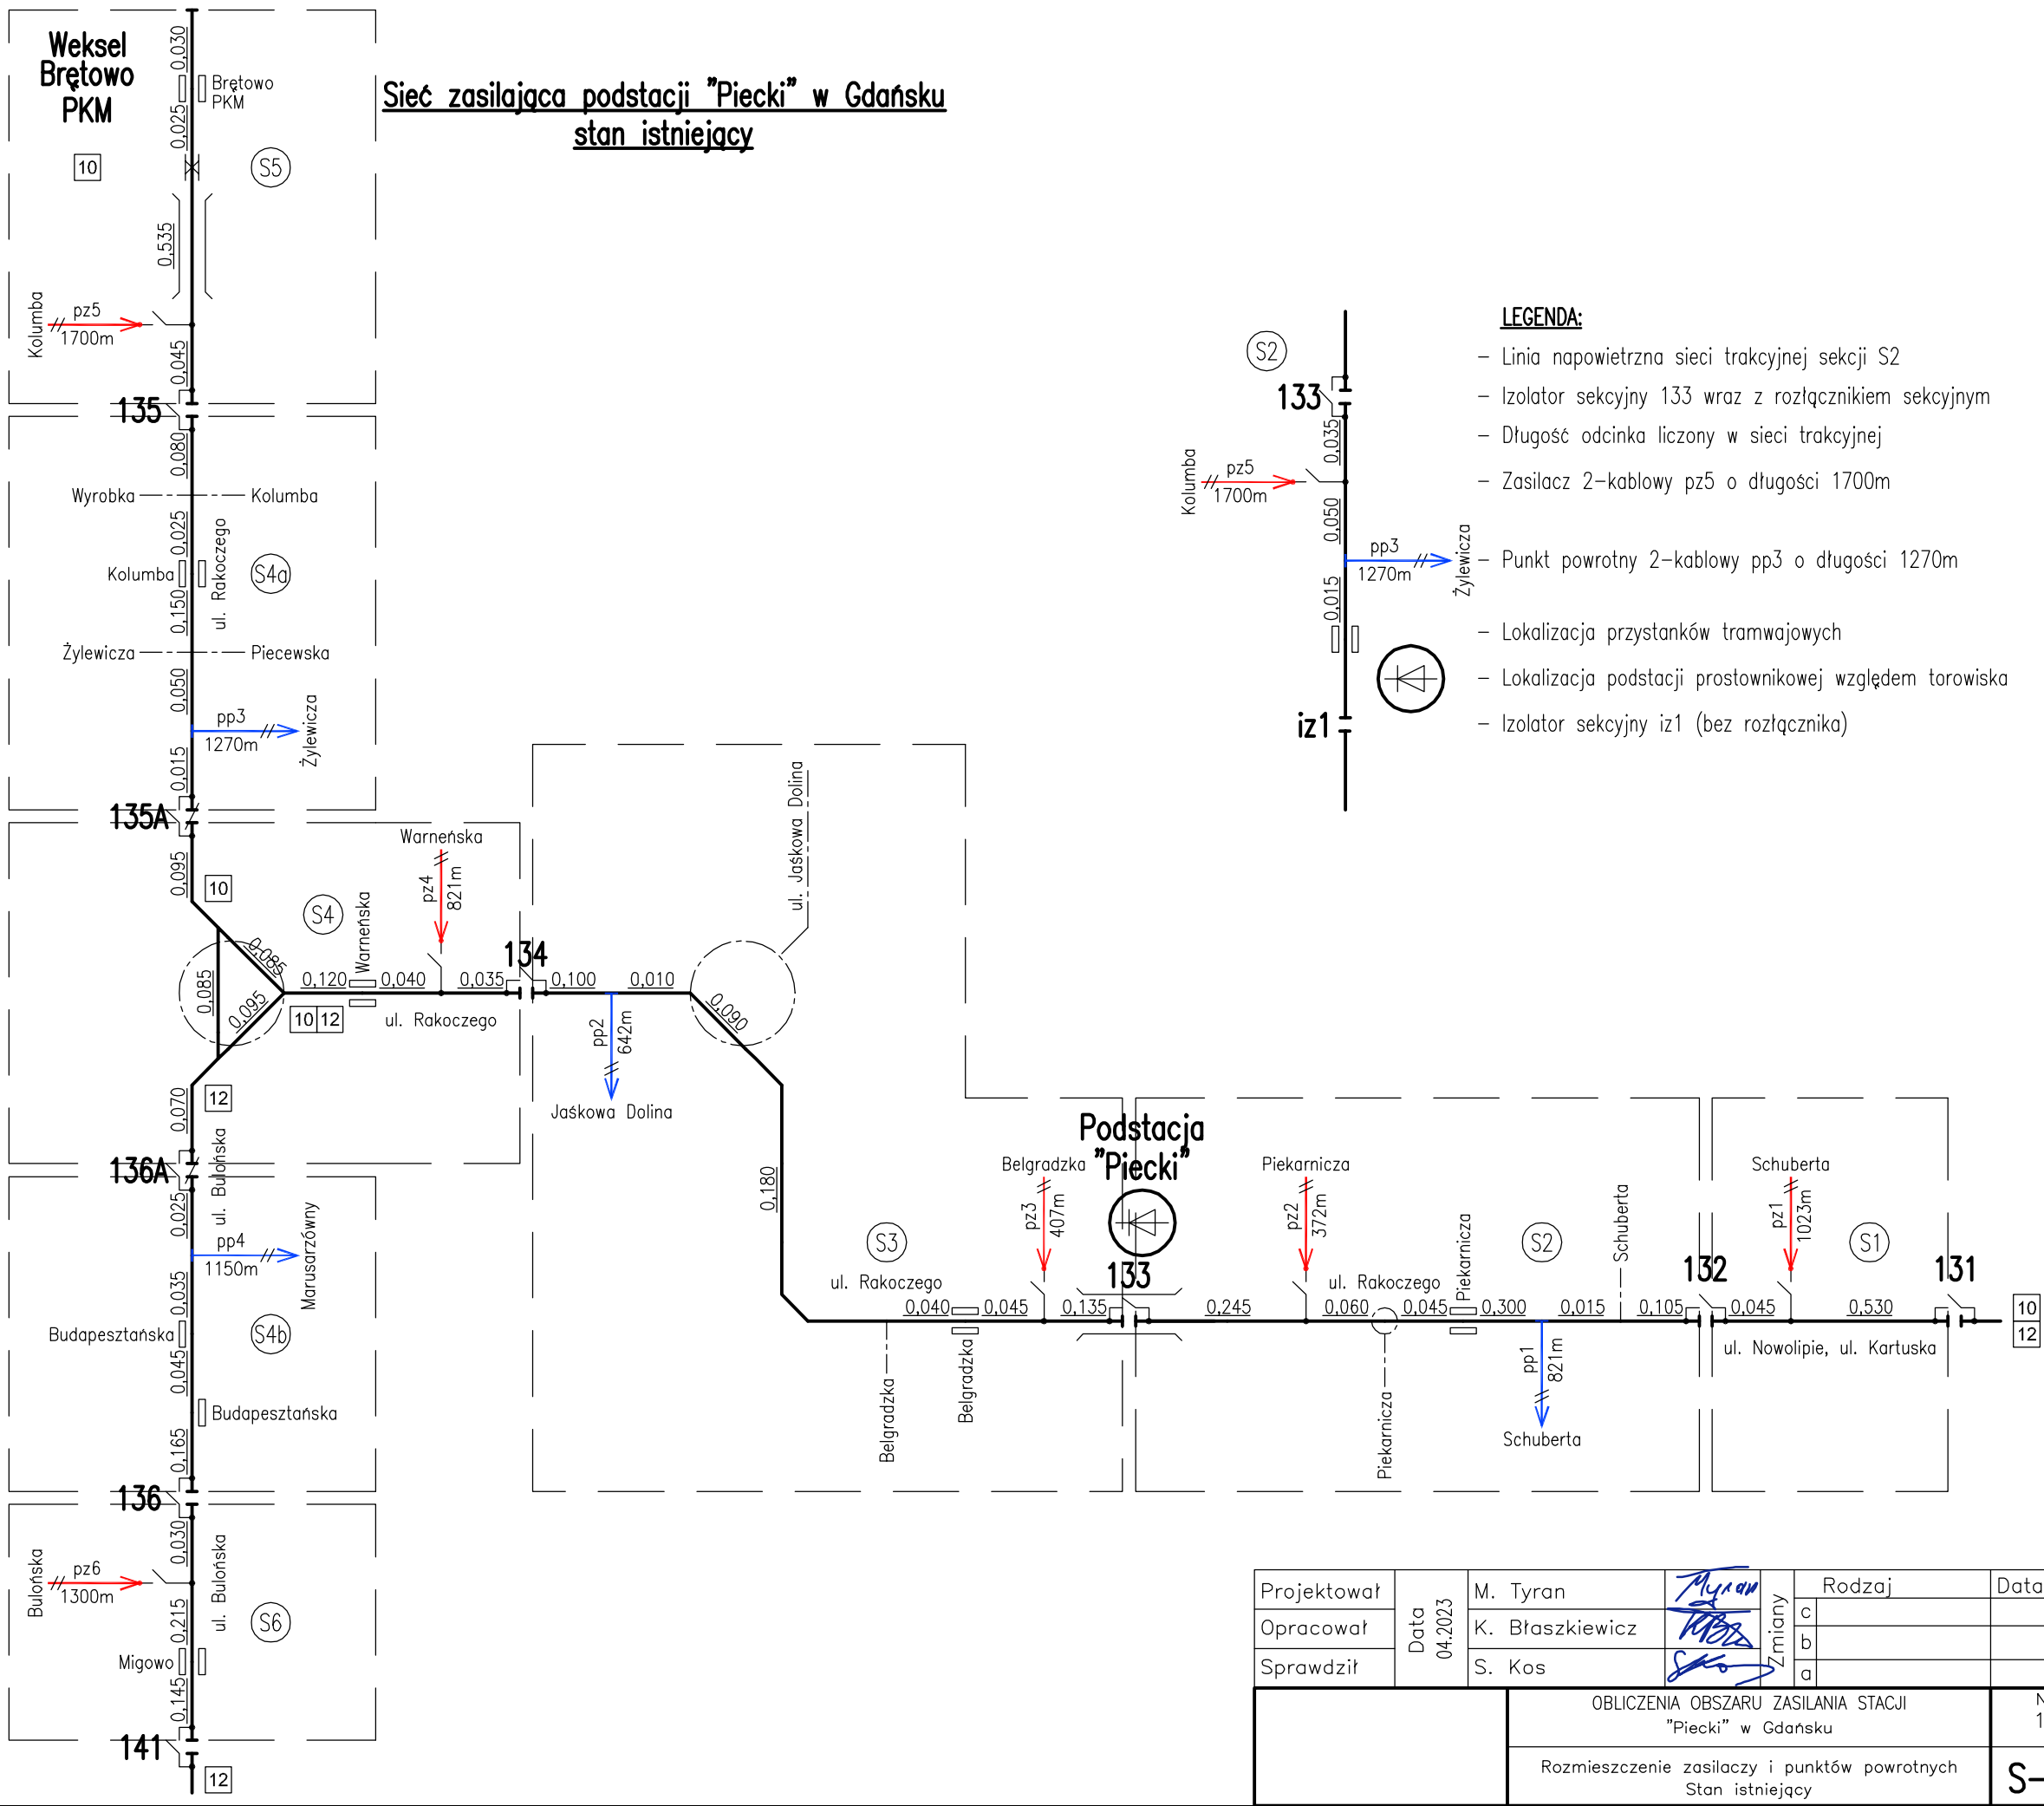 Weksel
Brętowo
PKM
0,030
Brętowo
PKM
0,025
10
S5
0,535
Kolumba
pz5
1700m
0,045
135
Sieć zasilająca podstacji "Piecki" w Gdańsku
stan istniejący
0,080
Wyrobka
Kolumba
0,025
ul. Rakoczego
Kolumba
S4a
0,150
Żylewicza
Piecewska
0,050
pp3
1270m
Żylewicza
0,015
135A
LEGENDA:
S2
133
0,035
Kolumba
pz5
1700m
0,050
pp3
1270m
Żylewicza
0,015
iz1
- Linia napowietrzna sieci trakcyjnej sekcji S2
- Izolator sekcyjny 133 wraz z rozłącznikiem sekcyjnym
- Długość odcinka liczony w sieci trakcyjnej
- Zasilacz 2-kablowy pz5 o długości 1700m
- Punkt powrotny 2-kablowy pp3 o długości 1270m
- Lokalizacja przystanków tramwajowych
- Lokalizacja podstacji prostownikowej względem torowiska
- Izolator sekcyjny iz1 (bez rozłącznika)
0,095
10
S4
Warneńska
Warneńska
pz4
821m
0,085
0,085
0,095
0,120
0,040
0,035
134
10 12
ul. Rakoczego
12
0,070
136A
ul. Bulońska
0,100
0,010
ul. Jaśkowa Dolina
0,090
pp2
642m
Jaśkowa Dolina
0,180
S3
ul. Rakoczego
0,040
0,045
0,135
Belgradzka
Belgradzka
Belgradzka
pz3
407m
Podstacja
"Piecki"
133
0,245
Piekarnicza
pz2
372m
ul. Rakoczego
0,060
0,045
0,300
0,015
0,105
Piekarnicza
Piekarnicza
S2
Schuberta
pp1
821m
Schuberta
132
0,045
Schuberta
pz1
1023m
S1
0,530
131
10
12
ul. Nowolipie, ul. Kartuska
0,025
pp4
1150m
Marusarzówny
0,035
Budapesztańska
S4b
0,045
Budapesztańska
0,165
136
0,030
Bulońska
pz6
1300m
0,215
ul. Bulońska
S6
Migowo
0,145
141
12
Projektował
Data
04.2023
M. Tyran
Zmiany
Rodzaj
Data
Opracował
K. Błaszkiewicz
c
b
Sprawdził
S. Kos
a
OBLICZENIA OBSZARU ZASILANIA STACJI
"Piecki" w Gdańsku
N
1
Rozmieszczenie zasilaczy i punktów powrotnych
Stan istniejący
S-